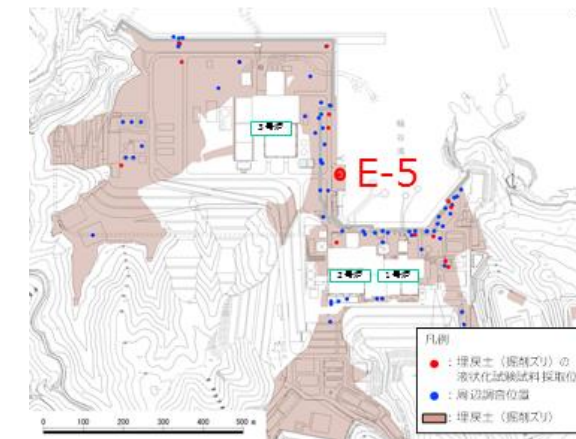 3号炉
E-5
2号炉
1号炉
凡例
：埋戻土（掘削ズリ）の
液状化試験試料採取位
：周辺調査位置
：埋戻土（掘削ズリ）
0 100 200 300 400 500 m